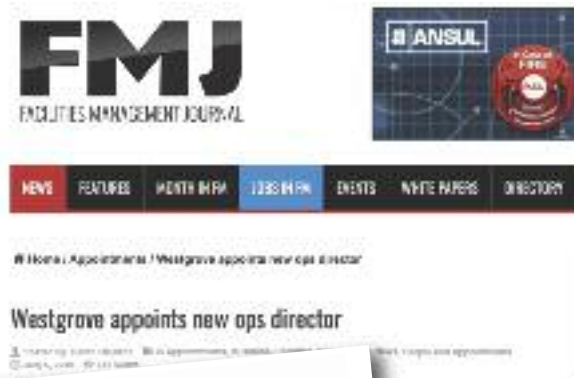 FMJ
FACILITIES MANAGEMENT JOURNAL
ANSUL
NEWS FEATURES MONTH IN FM JOBS IN FM EVENTS WHITE PAPERS DIRECTORY
Home / Appointments / Westgrove appoints new ops director
Westgrove appoints new ops director